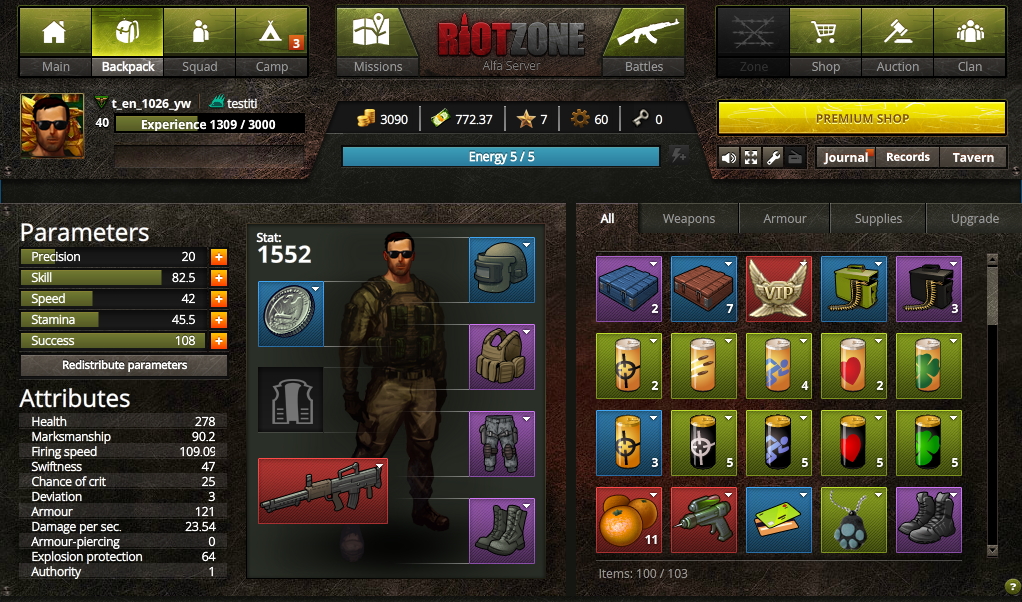 3
Main
Backpack
Squad
Camp
Missions
RIOTZONE
Alfa Server
Battles
Zone
Shop
Auction
Clan
t_en_1026_yw
testiti
40
Experience 1309 / 3000
3090
772.37
7
60
0
Energy 5 / 5
PREMIUM SHOP
Journal
Records
Tavern
Parameters
Precision 20 +
Skill 82.5 +
Speed 42 +
Stamina 45.5 +
Success 108 +
Redistribute parameters
Attributes
Health 278
Marksmanship 90.2
Firing speed 109.09
Swiftness 47
Chance of crit 25
Deviation 3
Armour 121
Damage per sec. 23.54
Armour-piercing 0
Explosion protection 64
Authority 1
Stat:
1552
All
Weapons
Armour
Supplies
Upgrade
2
7
VIP
3
2
4
2
3
5
5
5
5
11
Items: 100 / 103
?